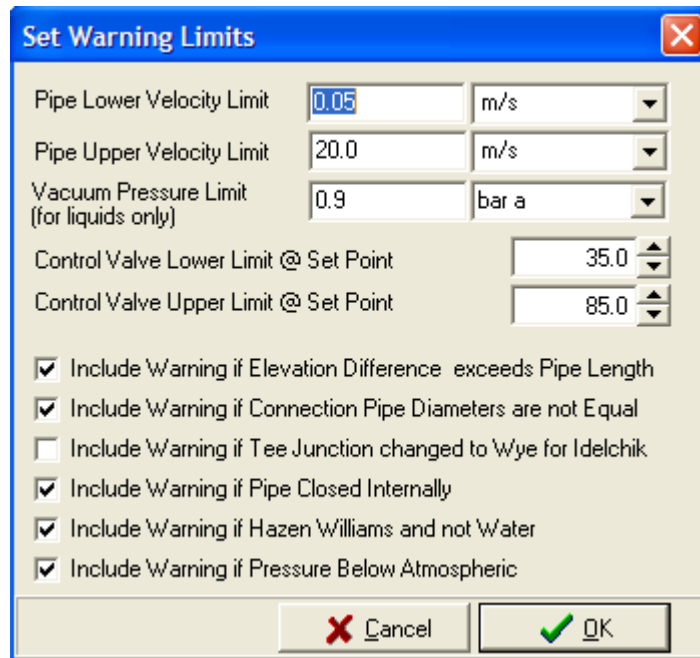 Set Warning Limits
Pipe Lower Velocity Limit 0.05 m/s
Pipe Upper Velocity Limit 20.0 m/s
Vacuum Pressure Limit
(for liquids only) 0.9 bar a
Control Valve Lower Limit @ Set Point 35.0
Control Valve Upper Limit @ Set Point 85.0
Include Warning if Elevation Difference exceeds Pipe Length
Include Warning if Connection Pipe Diameters are not Equal
Include Warning if Tee Junction changed to Wye for Idelchik
Include Warning if Pipe Closed Internally
Include Warning if Hazen Williams and not Water
Include Warning if Pressure Below Atmospheric
Cancel OK